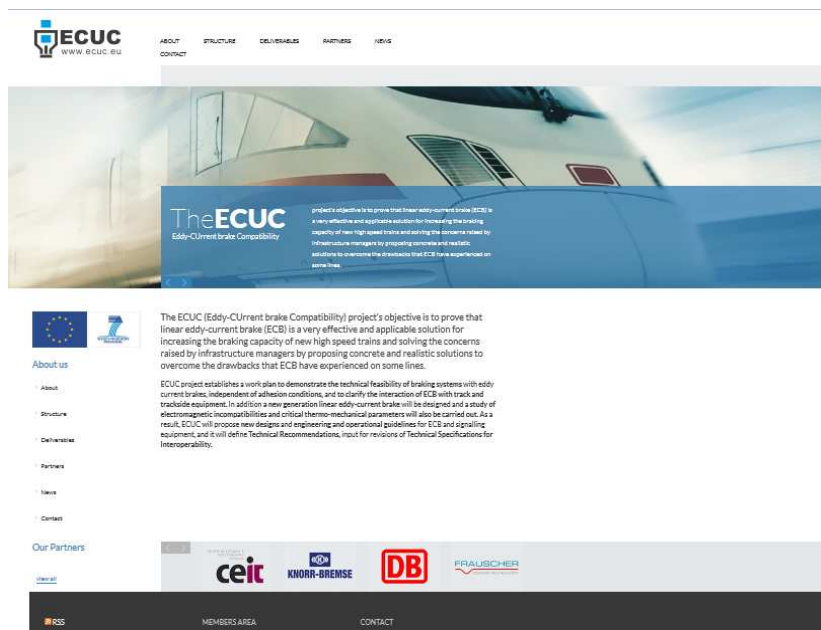 ECUC
www.ecuc.eu
ABOUT STRUCTURE DELIVERABLES PARTNERS NEWS
CONTACT
TheECUC
Eddy-CUrrent brake Compatibility
project's objective is to prove that linear eddy-current brake (ECB) is
a very effective and applicable solution for increasing the braking
capacity of new high speed trains and solving the concerns raised by
infrastructure managers by proposing concrete and realistic
solutions to overcome the drawbacks that ECB have experienced on
some lines.
The ECUC (Eddy-CUrrent brake Compatibility) project's objective is to prove that
linear eddy-current brake (ECB) is a very effective and applicable solution for
increasing the braking capacity of new high speed trains and solving the concerns
raised by infrastructure managers by proposing concrete and realistic solutions to
overcome the drawbacks that ECB have experienced on some lines.
ECUC project establishes a work plan to demonstrate the technical feasibility of braking systems with eddy
current brakes, independent of adhesion conditions, and to clarify the interaction of ECB with track and
trackside equipment. In addition a new generation linear eddy-current brake will be designed and a study of
electromagnetic incompatibilities and critical thermo-mechanical parameters will also be carried out. As a
result, ECUC will propose new designs and engineering and operational guidelines for ECB and signalling
equipment, and it will define Technical Recommendations, input for revisions of Technical Specifications for
Interoperability.
About us
About
Structure
Deliverables
Partners
News
Contact
Our Partners
view all
ceit
KNORR-BREMSE
DB
FRAUSCHER
RSS MEMBERS AREA CONTACT